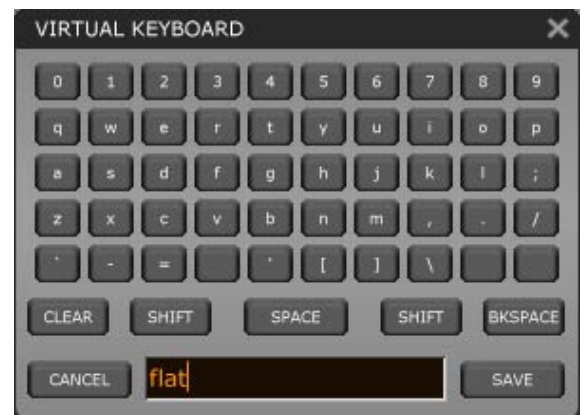 VIRTUAL KEYBOARD
0 1 2 3 4 5 6 7 8 9
q w e r t y u i o p
a s d f g h j k l ;
z x c v b n m , . /
` - = ' [ ] \
CLEAR SHIFT SPACE SHIFT BKSPACE
CANCEL flat SAVE